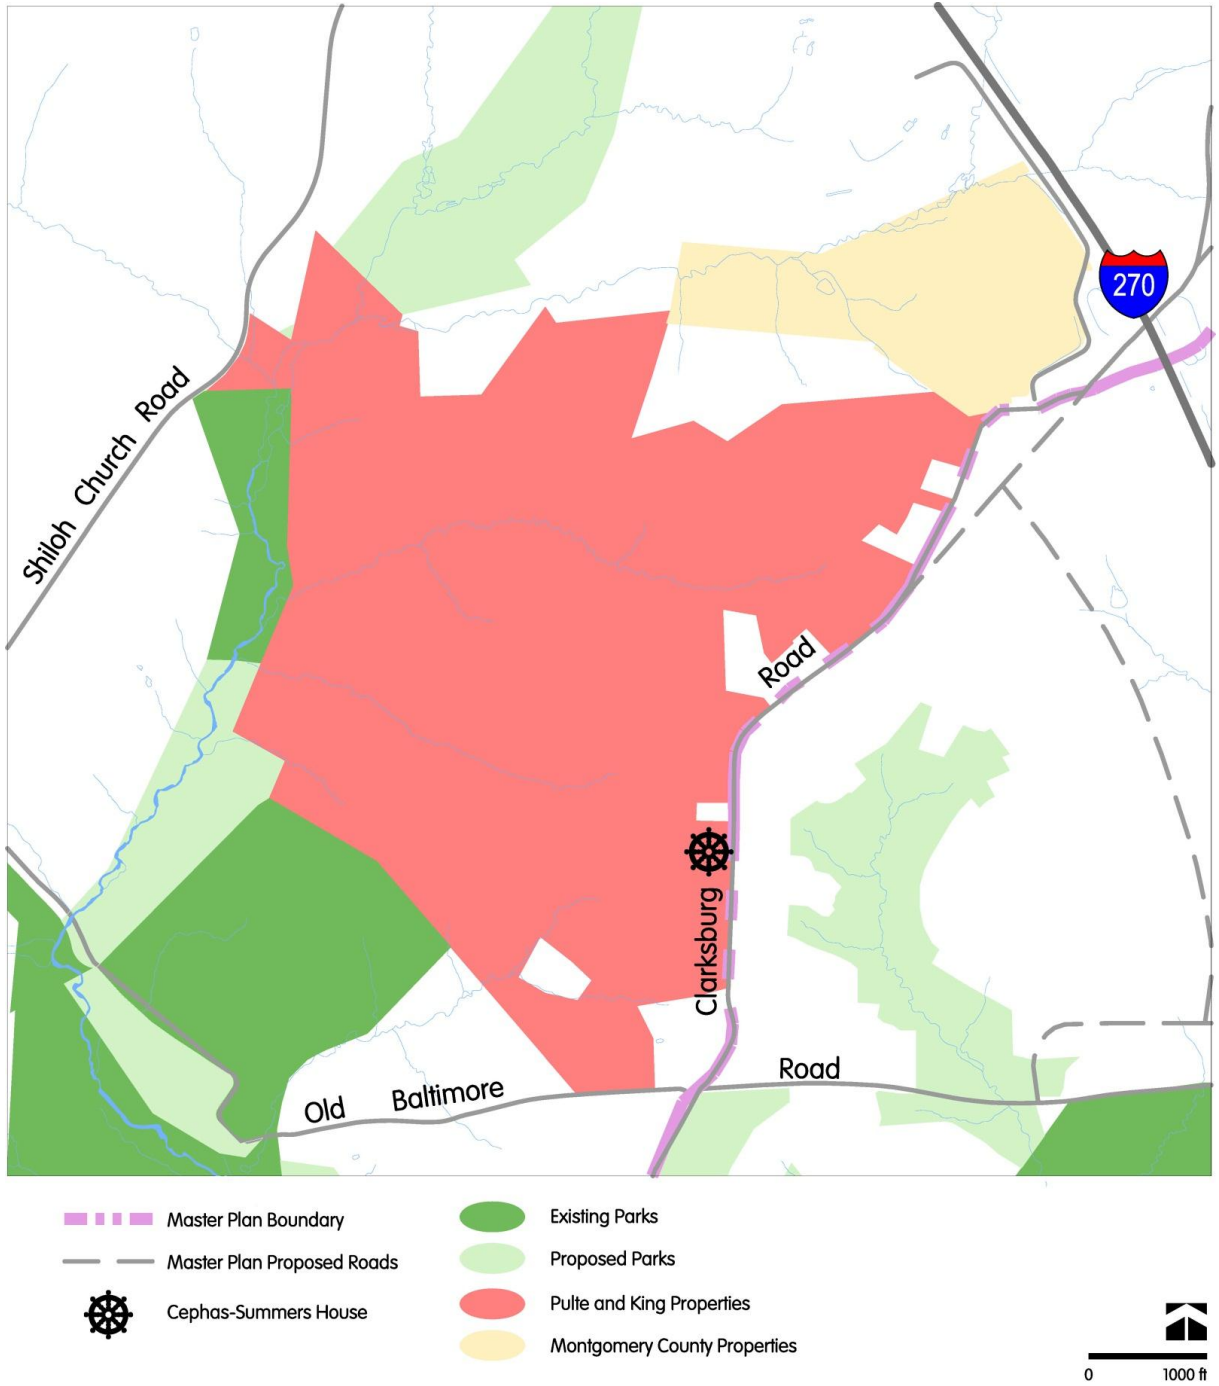 270
Shiloh Church Road
Road
Clarksburg
Road
Old Baltimore
Master Plan Boundary
Master Plan Proposed Roads
Cephas-Summers House
Existing Parks
Proposed Parks
Pulte and King Properties
Montgomery County Properties
0 1000 ft